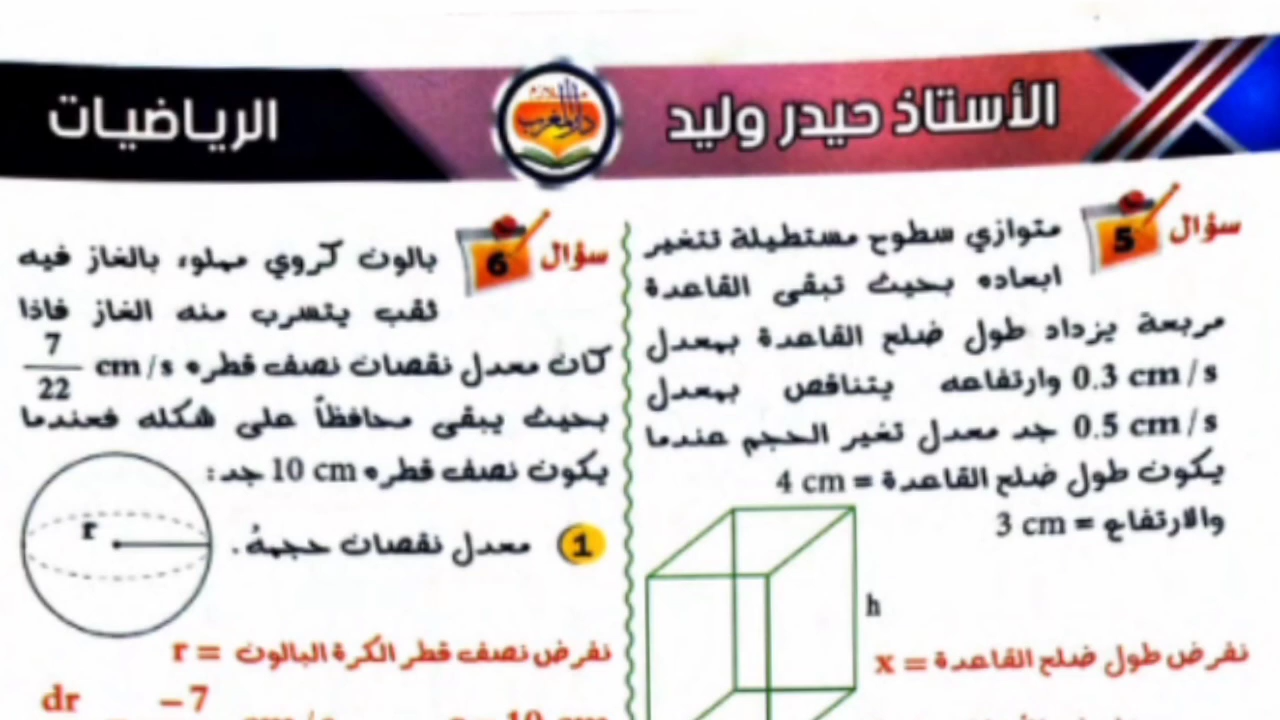 الأستاذ حيدر وليد
الرياضيات
دار المغرب
سؤال 5 متوازي سطوح مستطيلة تتغير
ابعاده بحيث تبقى القاعدة
مربعة يزداد طول ضلع القاعدة بمعدل
0.3 cm/s وارتفاعه يتناقص بمعدل
0.5 cm/s جد معدل تغير الحجم عندما
يكون طول ضلع القاعدة = 4 cm
والارتفاع = 3 cm
h
نفرض طول ضلع القاعدة = x
سؤال 6 بالون كروي مملوء بالغاز فيه
ثقب يتسرب منه الغاز فاذا
كان معدل نقصان نصف قطره 7/22 cm/s
بحيث يبقى محافظاً على شكله فعندما
يكون نصف قطره 10 cm جد:
1 معدل نقصان حجمهُ.
r
نفرض نصف قطر الكرة البالون = r
dr −7